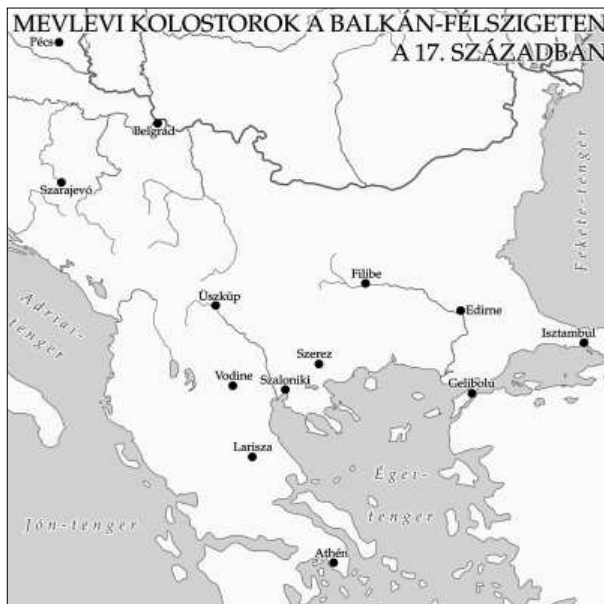 MEVLEVI KOLOSTOROK A BALKÁN-FÉLSZIGETEN
A 17. SZÁZADBAN
Pécs
Belgrád
Szarajevó
Fekete-tenger
Filibe
Üszküp
Edirne
Adriai-
tenger
Isztambul
Szerez
Vodine
Szaloniki
Gelibolu
Larisza
Égei-
tenger
Jón-tenger
Athén